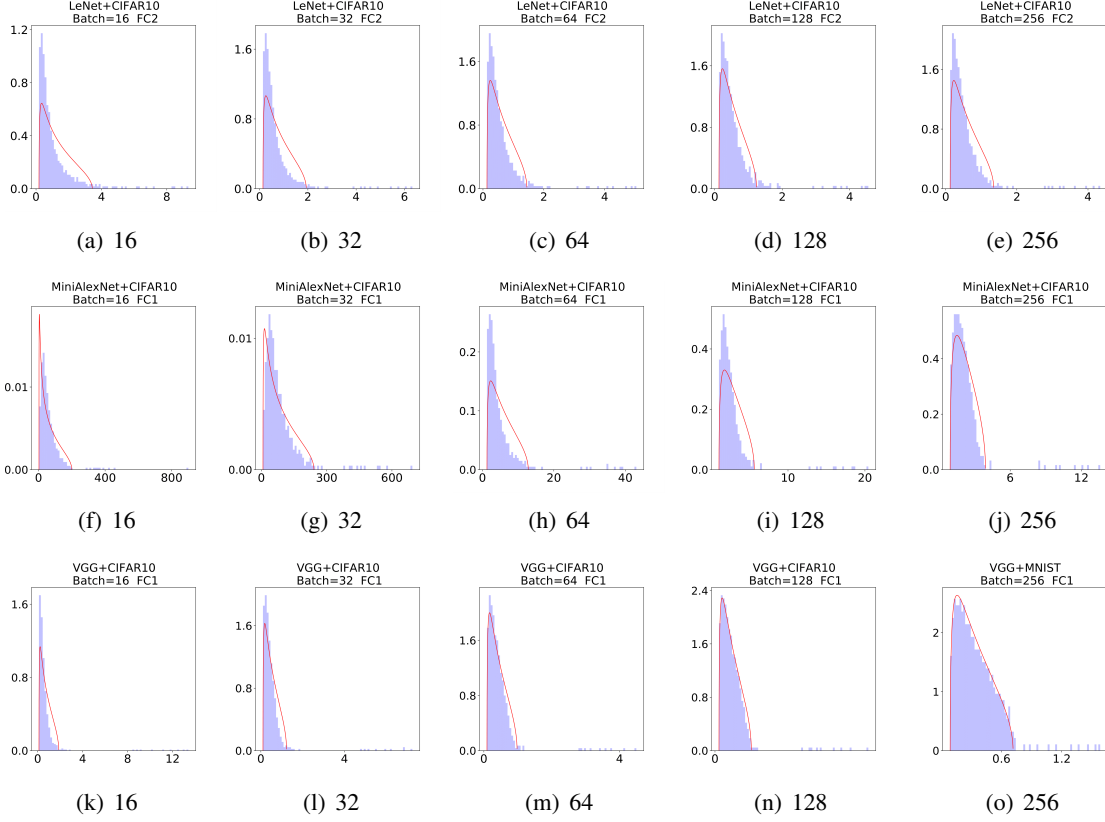 LeNet+CIFAR10
Batch=16 FC2
1.2
0.8
0.4
0.0
0 4 8
(a) 16
LeNet+CIFAR10
Batch=32 FC2
1.6
0.8
0.0
0 2 4 6
(b) 32
LeNet+CIFAR10
Batch=64 FC2
1.6
0.8
0.0
0 2 4
(c) 64
LeNet+CIFAR10
Batch=128 FC2
1.6
0.8
0.0
0 2 4
(d) 128
LeNet+CIFAR10
Batch=256 FC2
1.6
0.8
0.0
0 2 4
(e) 256
MiniAlexNet+CIFAR10
Batch=16 FC1
0.01
0.00
0 400 800
(f) 16
MiniAlexNet+CIFAR10
Batch=32 FC1
0.01
0.00
0 300 600
(g) 32
MiniAlexNet+CIFAR10
Batch=64 FC1
0.2
0.1
0.0
0 20 40
(h) 64
MiniAlexNet+CIFAR10
Batch=128 FC1
0.4
0.2
0.0
10 20
(i) 128
MiniAlexNet+CIFAR10
Batch=256 FC1
0.4
0.2
0.0
6 12
(j) 256
VGG+CIFAR10
Batch=16 FC1
1.6
0.8
0.0
0 4 8 12
(k) 16
VGG+CIFAR10
Batch=32 FC1
1.6
0.8
0.0
0 4
(l) 32
VGG+CIFAR10
Batch=64 FC1
1.6
0.8
0.0
0 4
(m) 64
VGG+CIFAR10
Batch=128 FC1
2.4
1.6
0.8
0.0
0
(n) 128
VGG+MNIST
Batch=256 FC1
2
1
0
0.6 1.2
(o) 256